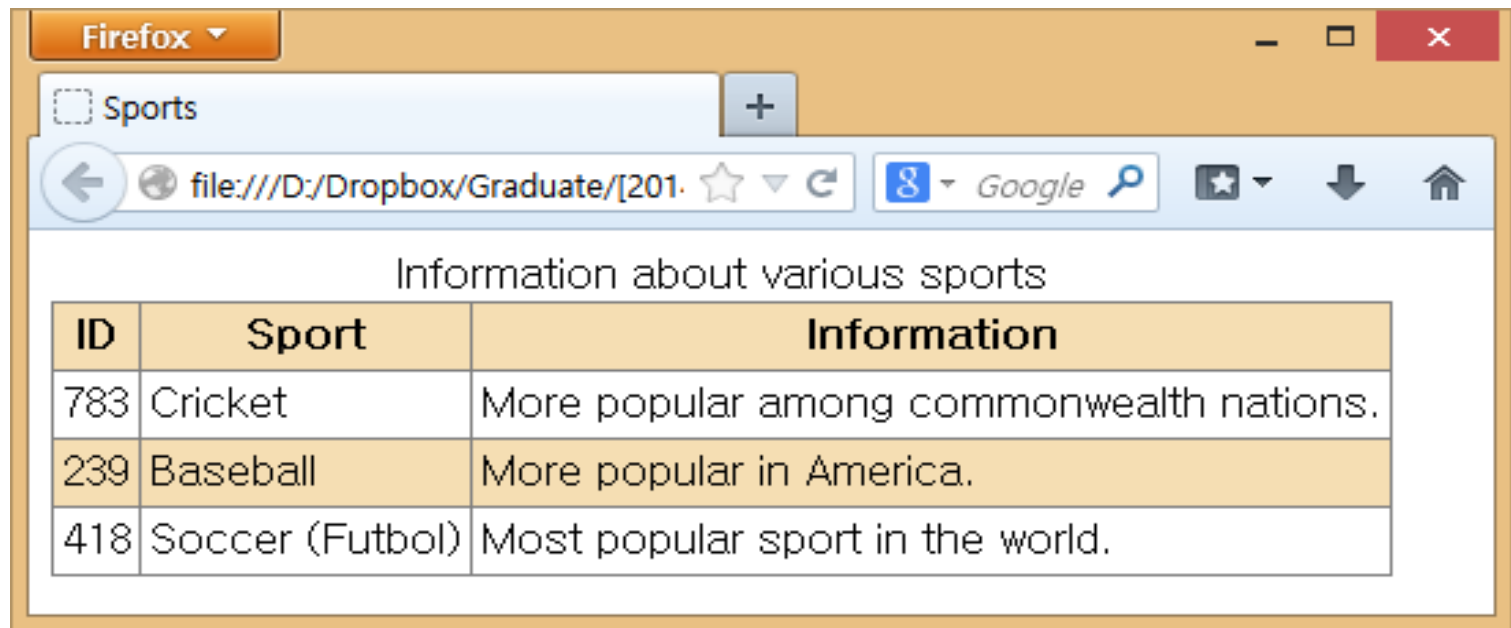 Firefox
Sports
file:///D:/Dropbox/Graduate/[201 Google
Information about various sports
ID Sport Information
783 Cricket More popular among commonwealth nations.
239 Baseball More popular in America.
418 Soccer (Futbol) Most popular sport in the world.